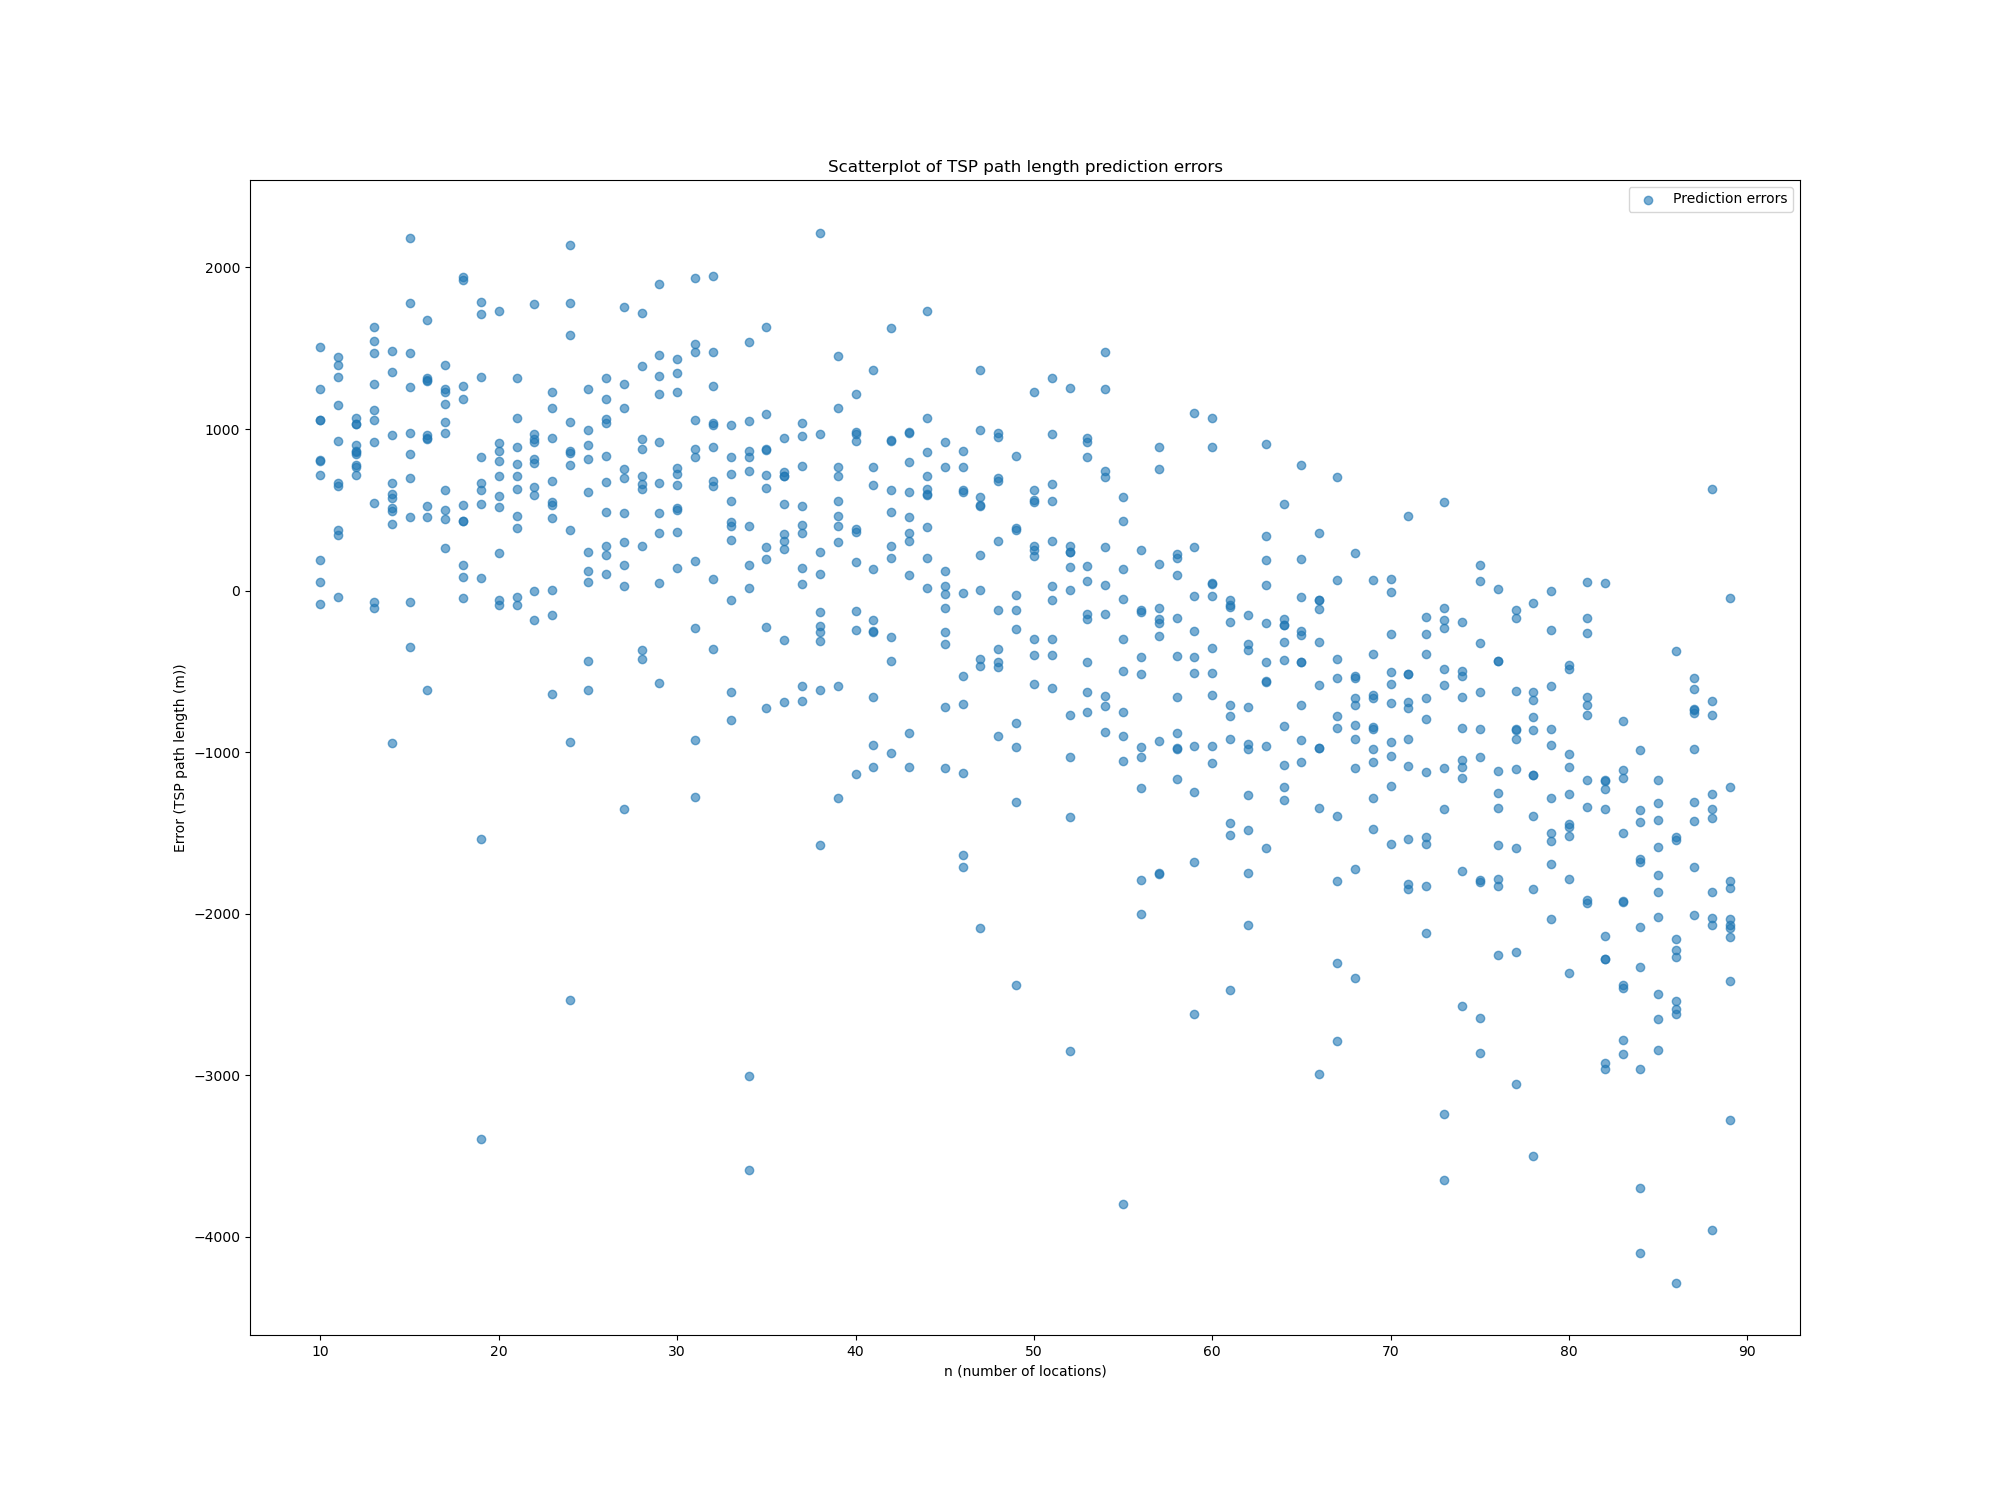 Scatterplot of TSP path length prediction errors
Prediction errors
2000
1000
0
−1000
−2000
−3000
−4000
Error (TSP path length (m))
10 20 30 40 50 60 70 80 90
n (number of locations)